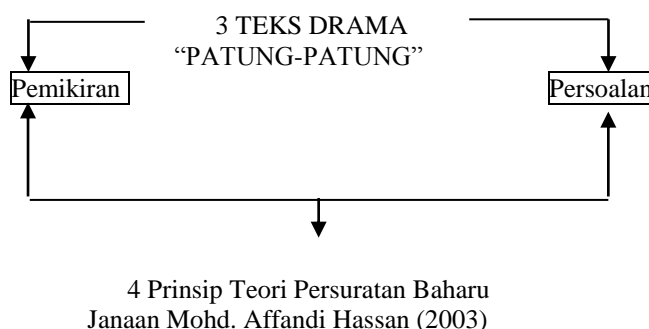 3 TEKS DRAMA
“PATUNG-PATUNG”
Pemikiran
Persoalan
4 Prinsip Teori Persuratan Baharu
Janaan Mohd. Affandi Hassan (2003)